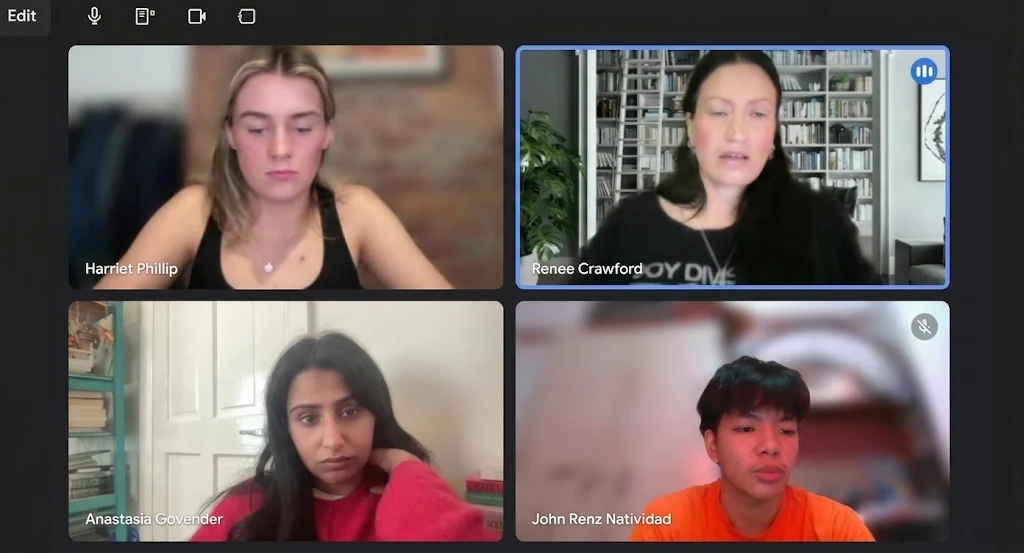 Edit
Harriet Phillip
Renee Crawford
Anastasia Govender
John Renz Natividad